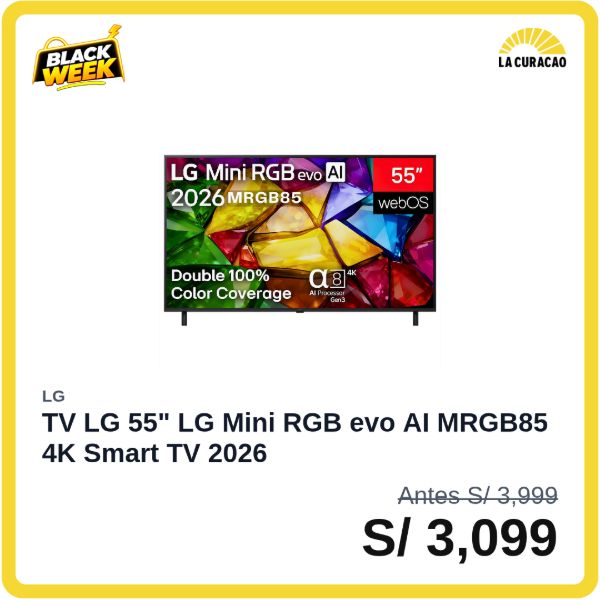 BLACK
WEEK
LA CURACAO
LG Mini RGB evo AI
55"
2026 MRGB85
webOS
Double 100%
Color Coverage
α8 4K
AI Processor
Gen3
LG
TV LG 55" LG Mini RGB evo AI MRGB85
4K Smart TV 2026
Antes S/ 3,999
S/ 3,099